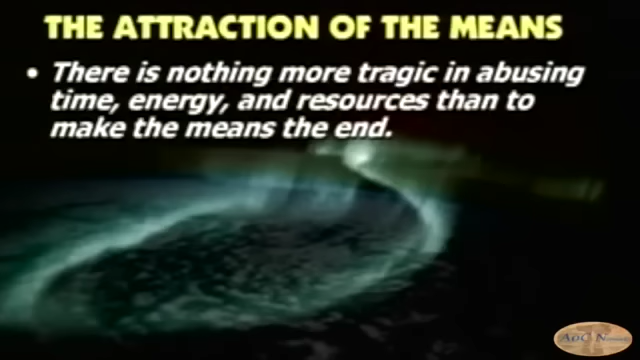 THE ATTRACTION OF THE MEANS
• There is nothing more tragic in abusing
time, energy, and resources than to
make the means the end.